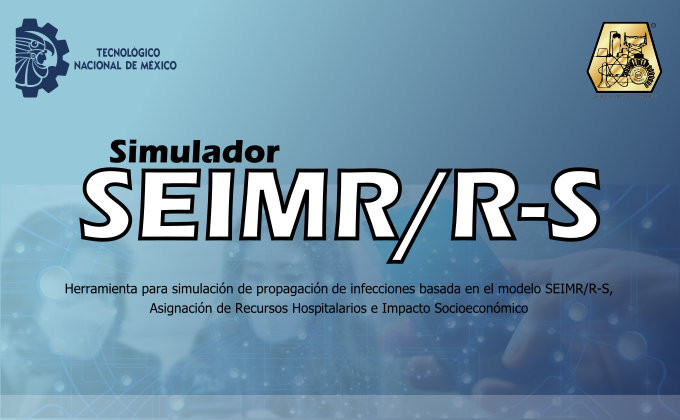 TECNOLÓGICO
NACIONAL DE MÉXICO
Simulador
SEIMR/R-S
Herramienta para simulación de propagación de infecciones basada en el modelo SEIMR/R-S,
Asignación de Recursos Hospitalarios e Impacto Socioeconómico